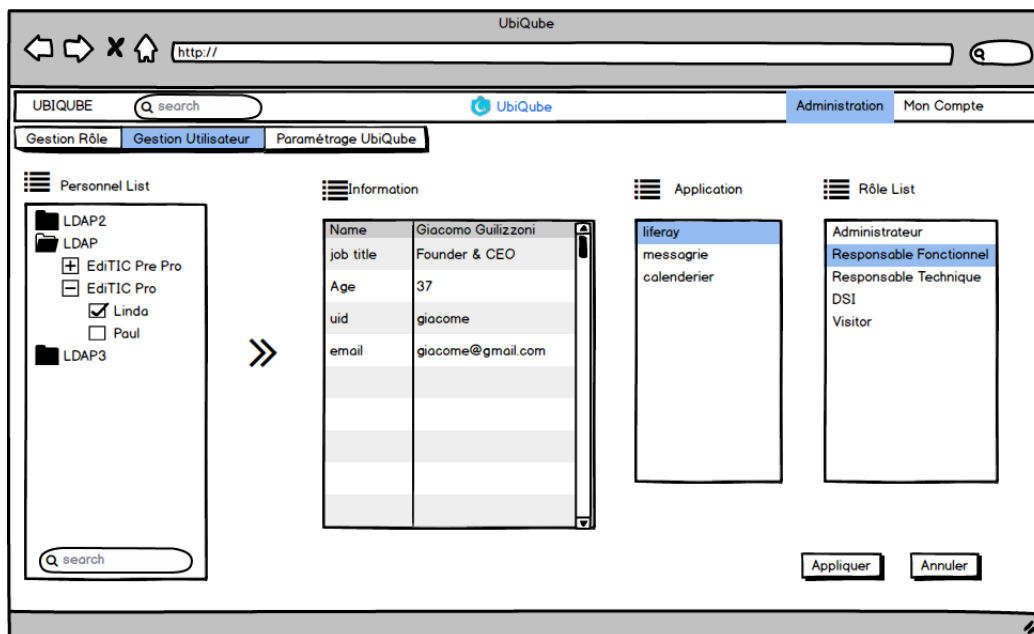 UbiQube
http://
UBIQUBE
search
UbiQube
Administration
Mon Compte
Gestion Rôle
Gestion Utilisateur
Paramétrage UbiQube
Personnel List
LDAP2
LDAP
EdiTIC Pre Pro
EdiTIC Pro
Linda
Paul
LDAP3
search
Information
Name Giacomo Guilizzoni
job title Founder & CEO
Age 37
uid giacome
email giacome@gmail.com
Application
liferay
messagrie
calenderier
Rôle List
Administrateur
Responsable Fonctionnel
Responsable Technique
DSI
Visitor
Appliquer
Annuler